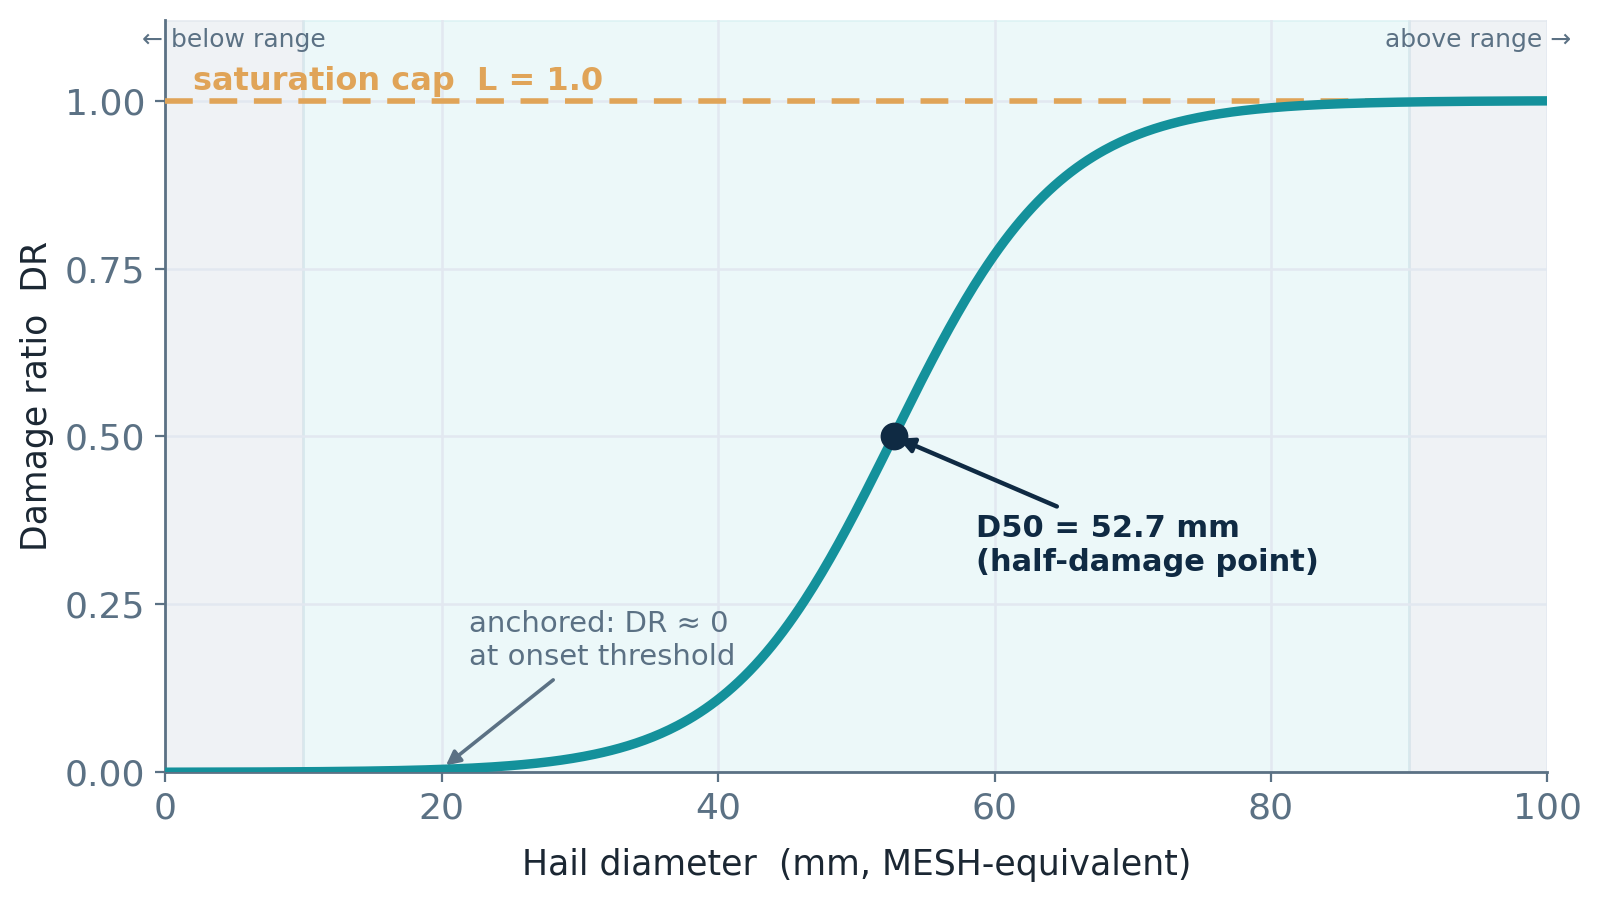 ← below range
above range →
saturation cap  L = 1.0
1.00
0.75
0.50
0.25
0.00
Damage ratio  DR
D50 = 52.7 mm
(half-damage point)
anchored: DR ≈ 0
at onset threshold
0
20
40
60
80
100
Hail diameter  (mm, MESH-equivalent)